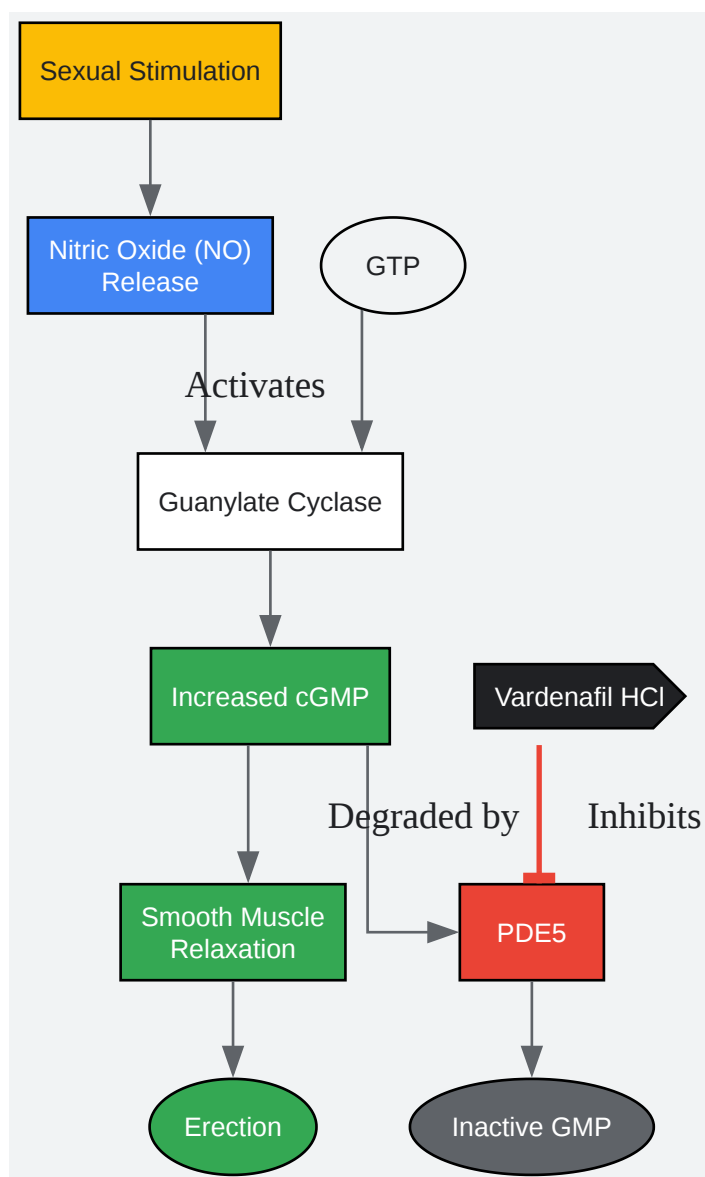 Sexual Stimulation
Nitric Oxide (NO)
Release
GTP
Activates
Guanylate Cyclase
Increased cGMP
Vardenafil HCl
Degraded by
Inhibits
Smooth Muscle
Relaxation
PDE5
Erection
Inactive GMP